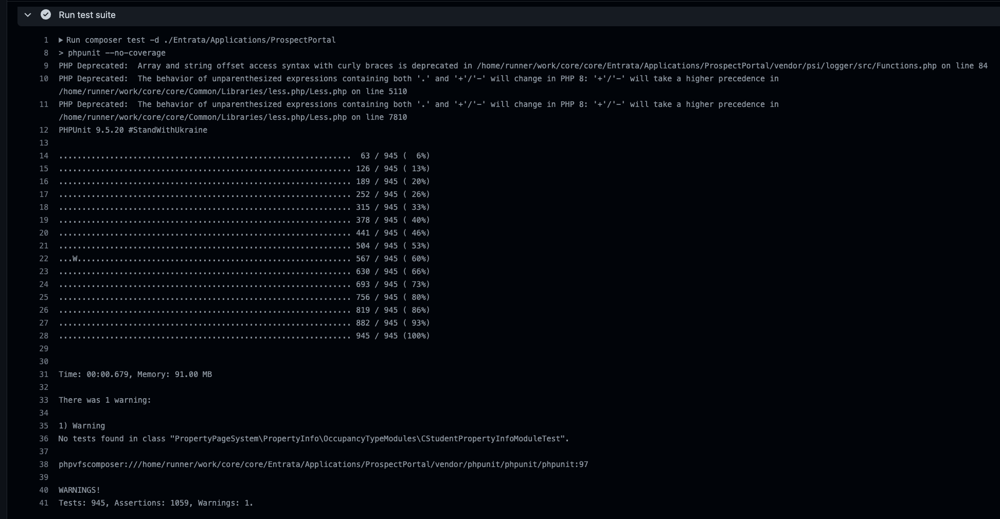 Run test suite
1 ▶ Run composer test -d ./Entrata/Applications/ProspectPortal
8 > phpunit --no-coverage
9 PHP Deprecated:  Array and string offset access syntax with curly braces is deprecated in /home/runner/work/core/core/Entrata/Applications/ProspectPortal/vendor/psi/logger/src/Functions.php on line 84
10 PHP Deprecated:  The behavior of unparenthesized expressions containing both '.' and '+'/'-' will change in PHP 8: '+'/'-' will take a higher precedence in
/home/runner/work/core/core/Common/Libraries/less.php/Less.php on line 5110
11 PHP Deprecated:  The behavior of unparenthesized expressions containing both '.' and '+'/'-' will change in PHP 8: '+'/'-' will take a higher precedence in
/home/runner/work/core/core/Common/Libraries/less.php/Less.php on line 7810
12 PHPUnit 9.5.20 #StandWithUkraine
13
14 ...............................................................  63 / 945 (  6%)
15 ............................................................... 126 / 945 ( 13%)
16 ............................................................... 189 / 945 ( 20%)
17 ............................................................... 252 / 945 ( 26%)
18 ............................................................... 315 / 945 ( 33%)
19 ............................................................... 378 / 945 ( 40%)
20 ............................................................... 441 / 945 ( 46%)
21 ............................................................... 504 / 945 ( 53%)
22 ...W........................................................... 567 / 945 ( 60%)
23 ............................................................... 630 / 945 ( 66%)
24 ............................................................... 693 / 945 ( 73%)
25 ............................................................... 756 / 945 ( 80%)
26 ............................................................... 819 / 945 ( 86%)
27 ............................................................... 882 / 945 ( 93%)
28 ............................................................... 945 / 945 (100%)
29
30
31 Time: 00:00.679, Memory: 91.00 MB
32
33 There was 1 warning:
34
35 1) Warning
36 No tests found in class "PropertyPageSystem\PropertyInfo\OccupancyTypeModules\CStudentPropertyInfoModuleTest".
37
38 phpvfscomposer:///home/runner/work/core/core/Entrata/Applications/ProspectPortal/vendor/phpunit/phpunit/phpunit:97
39
40 WARNINGS!
41 Tests: 945, Assertions: 1059, Warnings: 1.